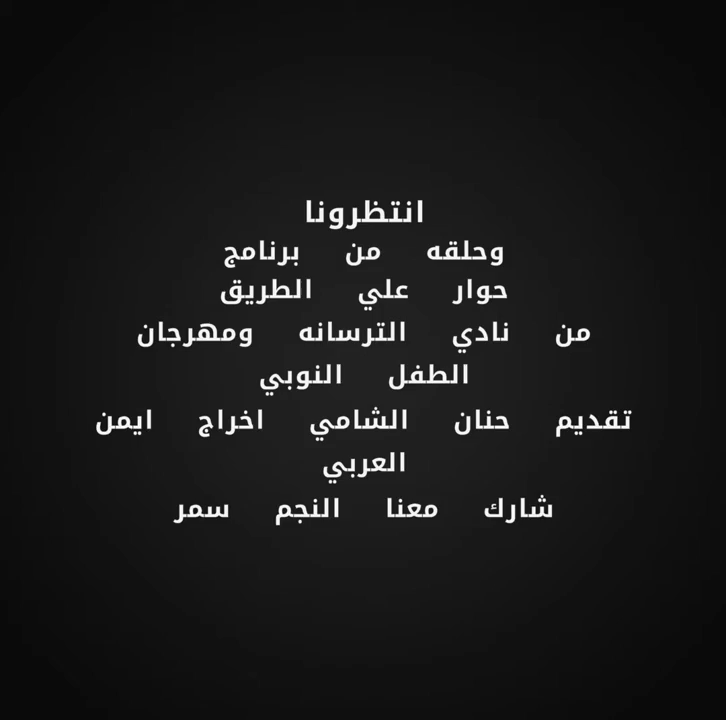 انتظرونا
وحلقه من برنامج
حوار علي الطريق
من نادي الترسانه ومهرجان
الطفل النوبي
تقديم حنان الشامي اخراج ايمن
العربي
شارك معنا النجم سمر